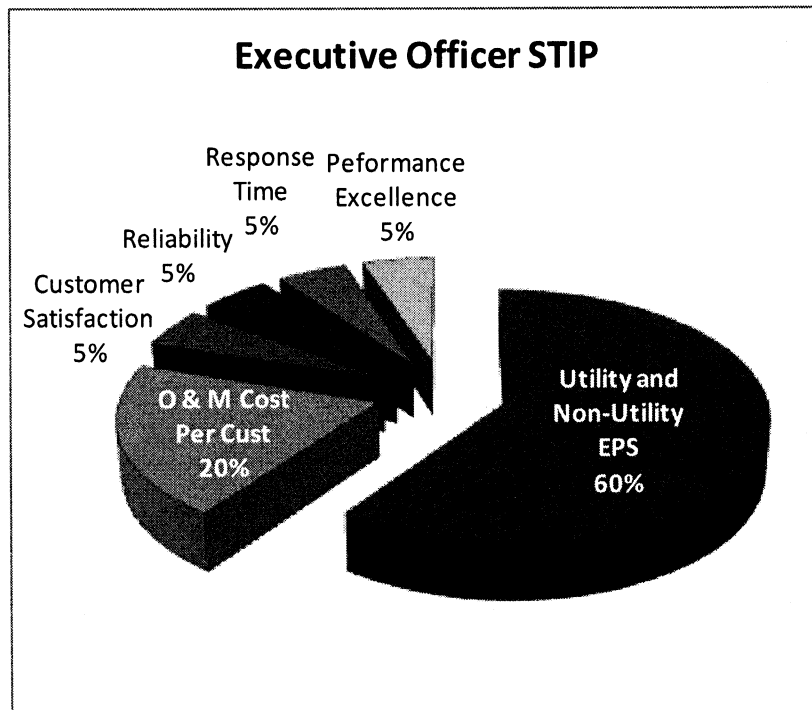 Executive Officer STIP
Response
Time
5%
Peformance
Excellence
5%
Reliability
5%
Customer
Satisfaction
5%
O & M Cost
Per Cust
20%
Utility and
Non-Utility
EPS
60%